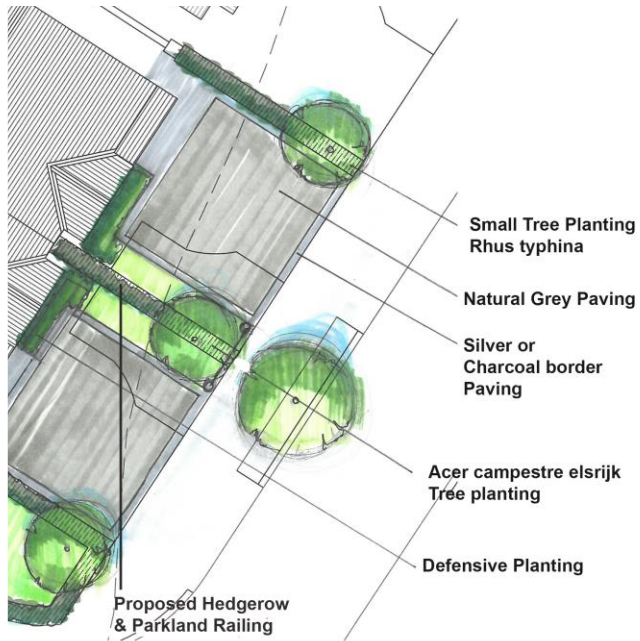 Small Tree Planting
Rhus typhina
Natural Grey Paving
Silver or
Charcoal border
Paving
Acer campestre elsrijk
Tree planting
Defensive Planting
Proposed Hedgerow
& Parkland Railing